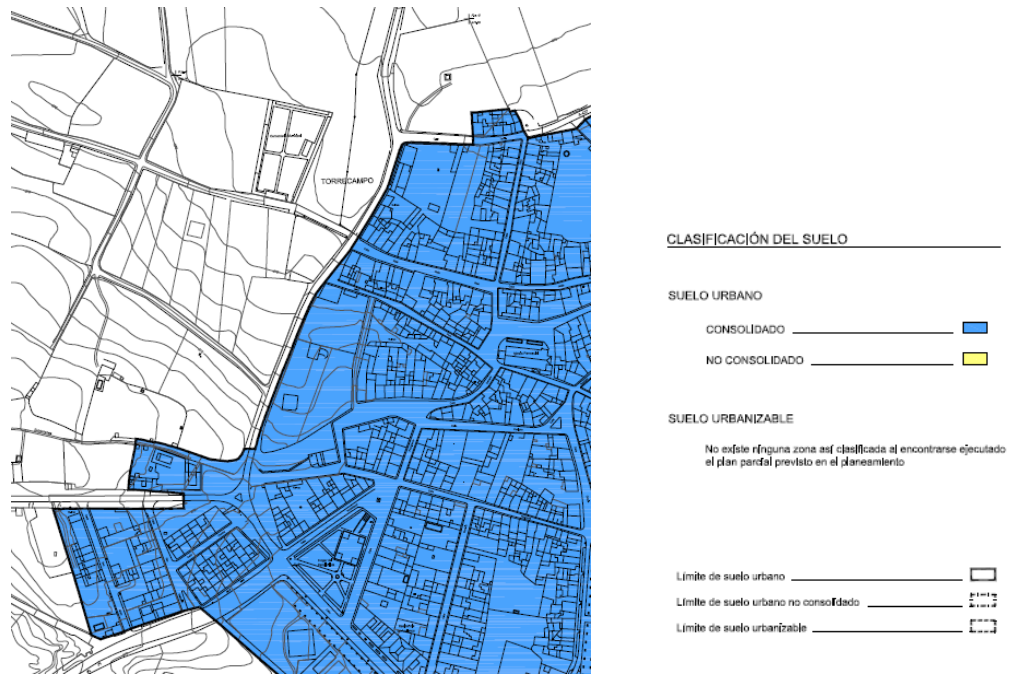 TORRECAMPO
CLASIFICACIÓN DEL SUELO
SUELO URBANO
CONSOLIDADO
NO CONSOLIDADO
SUELO URBANIZABLE
No existe ninguna zona así clasificada al encontrarse ejecutado
el plan parcial previsto en el planeamiento
Límite de suelo urbano
Límite de suelo urbano no consolidado
Límite de suelo urbanizable